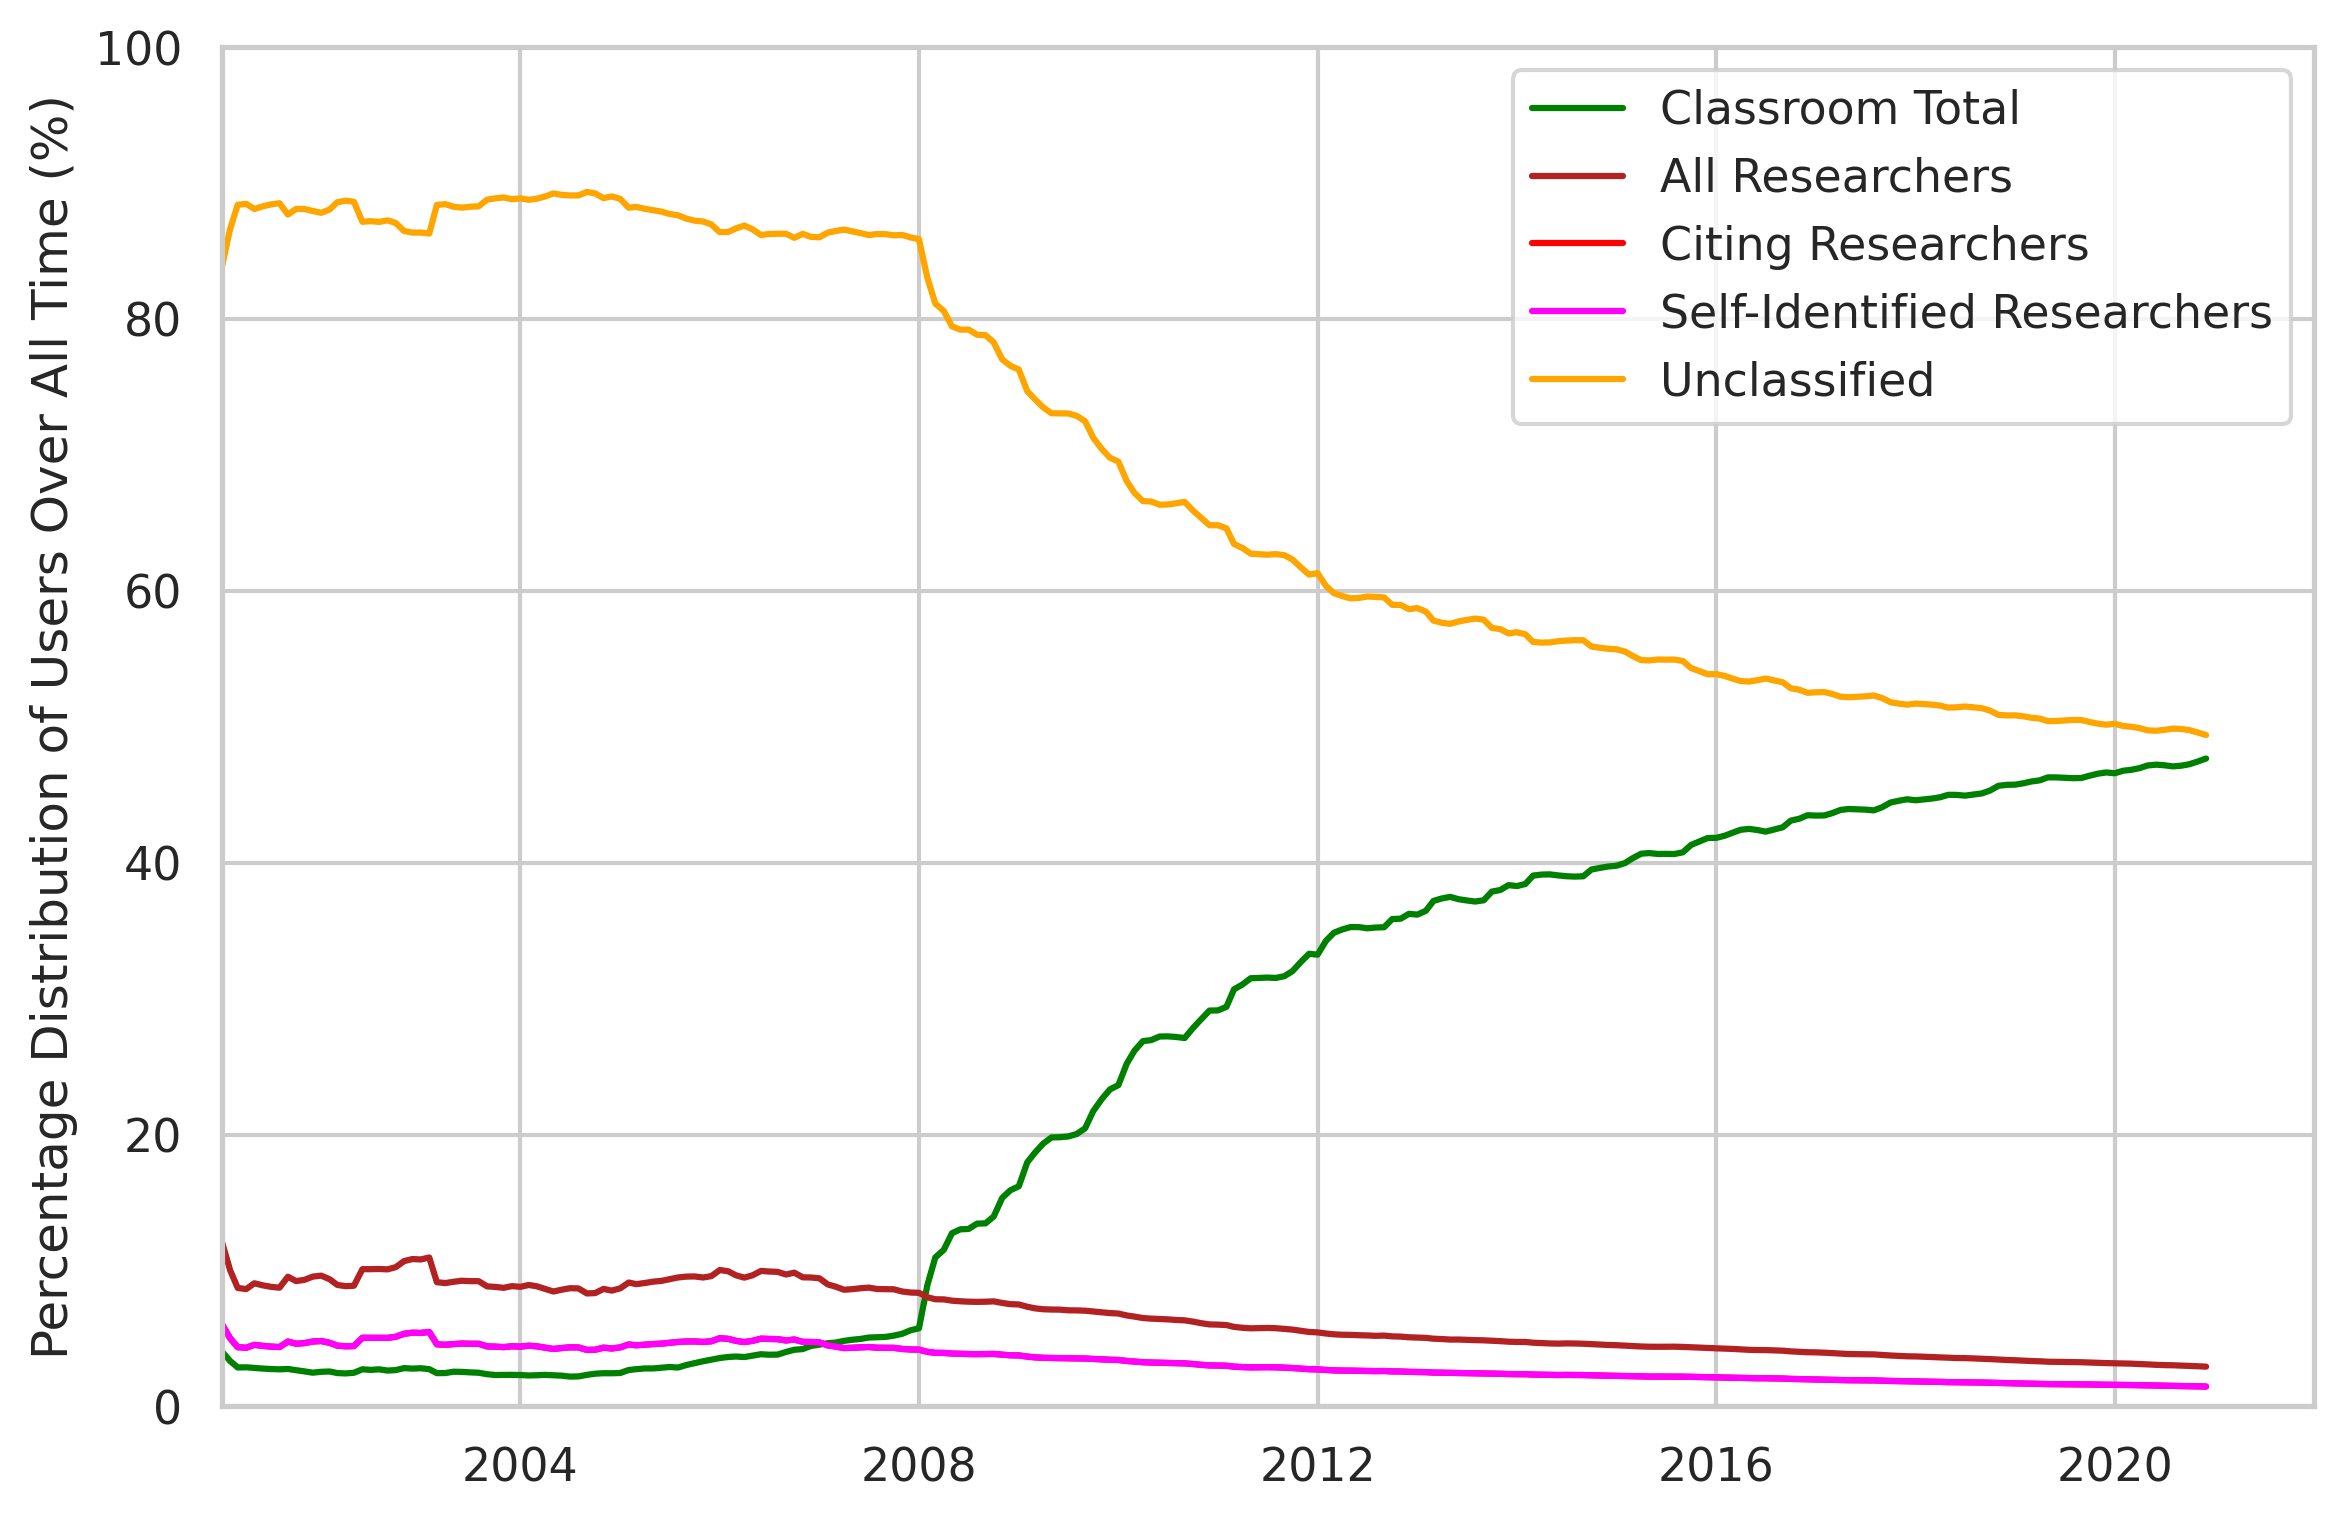 Percentage Distribution of Users Over All Time (%)
100
80
60
40
20
0
2004
2008
2012
2016
2020
Classroom Total
All Researchers
Citing Researchers
Self-Identified Researchers
Unclassified